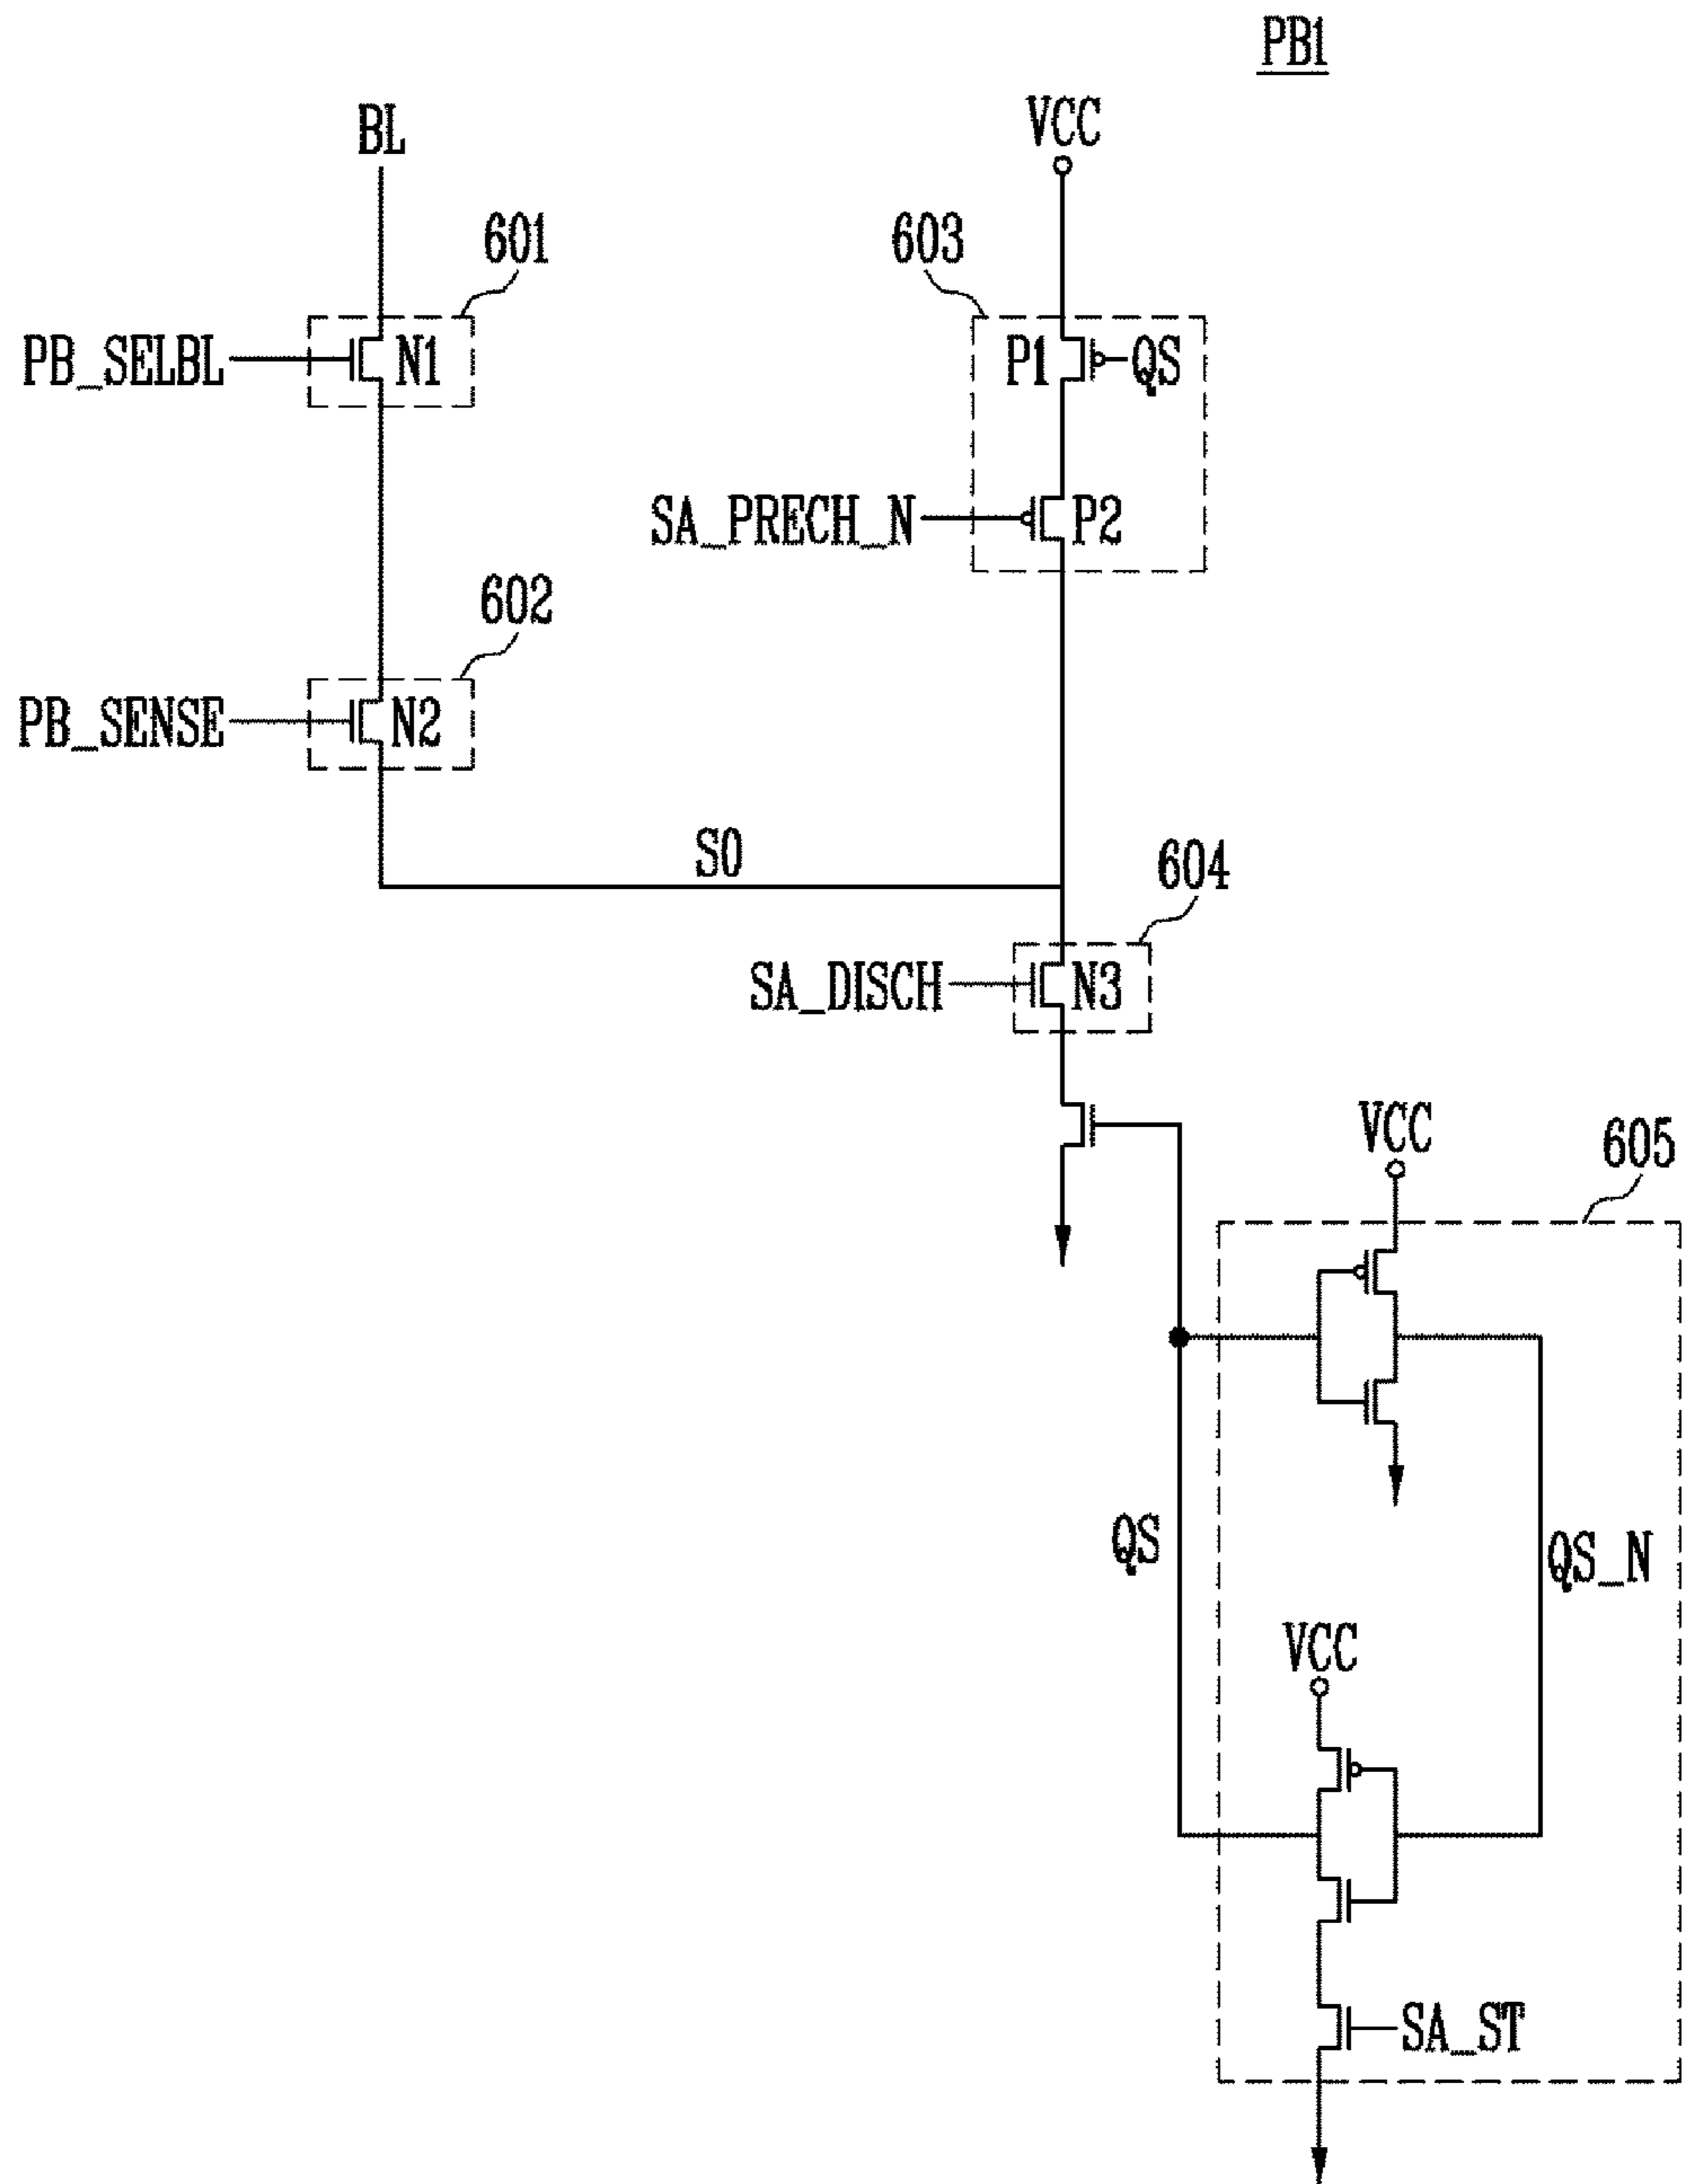 PB1
BL
VCC
601
603
PB_SELBL
N1
P1
QS
SA_PRECH_N
P2
602
PB_SENSE
N2
SO
604
SA_DISCH
N3
VCC
605
QS
QS_N
VCC
SA_ST